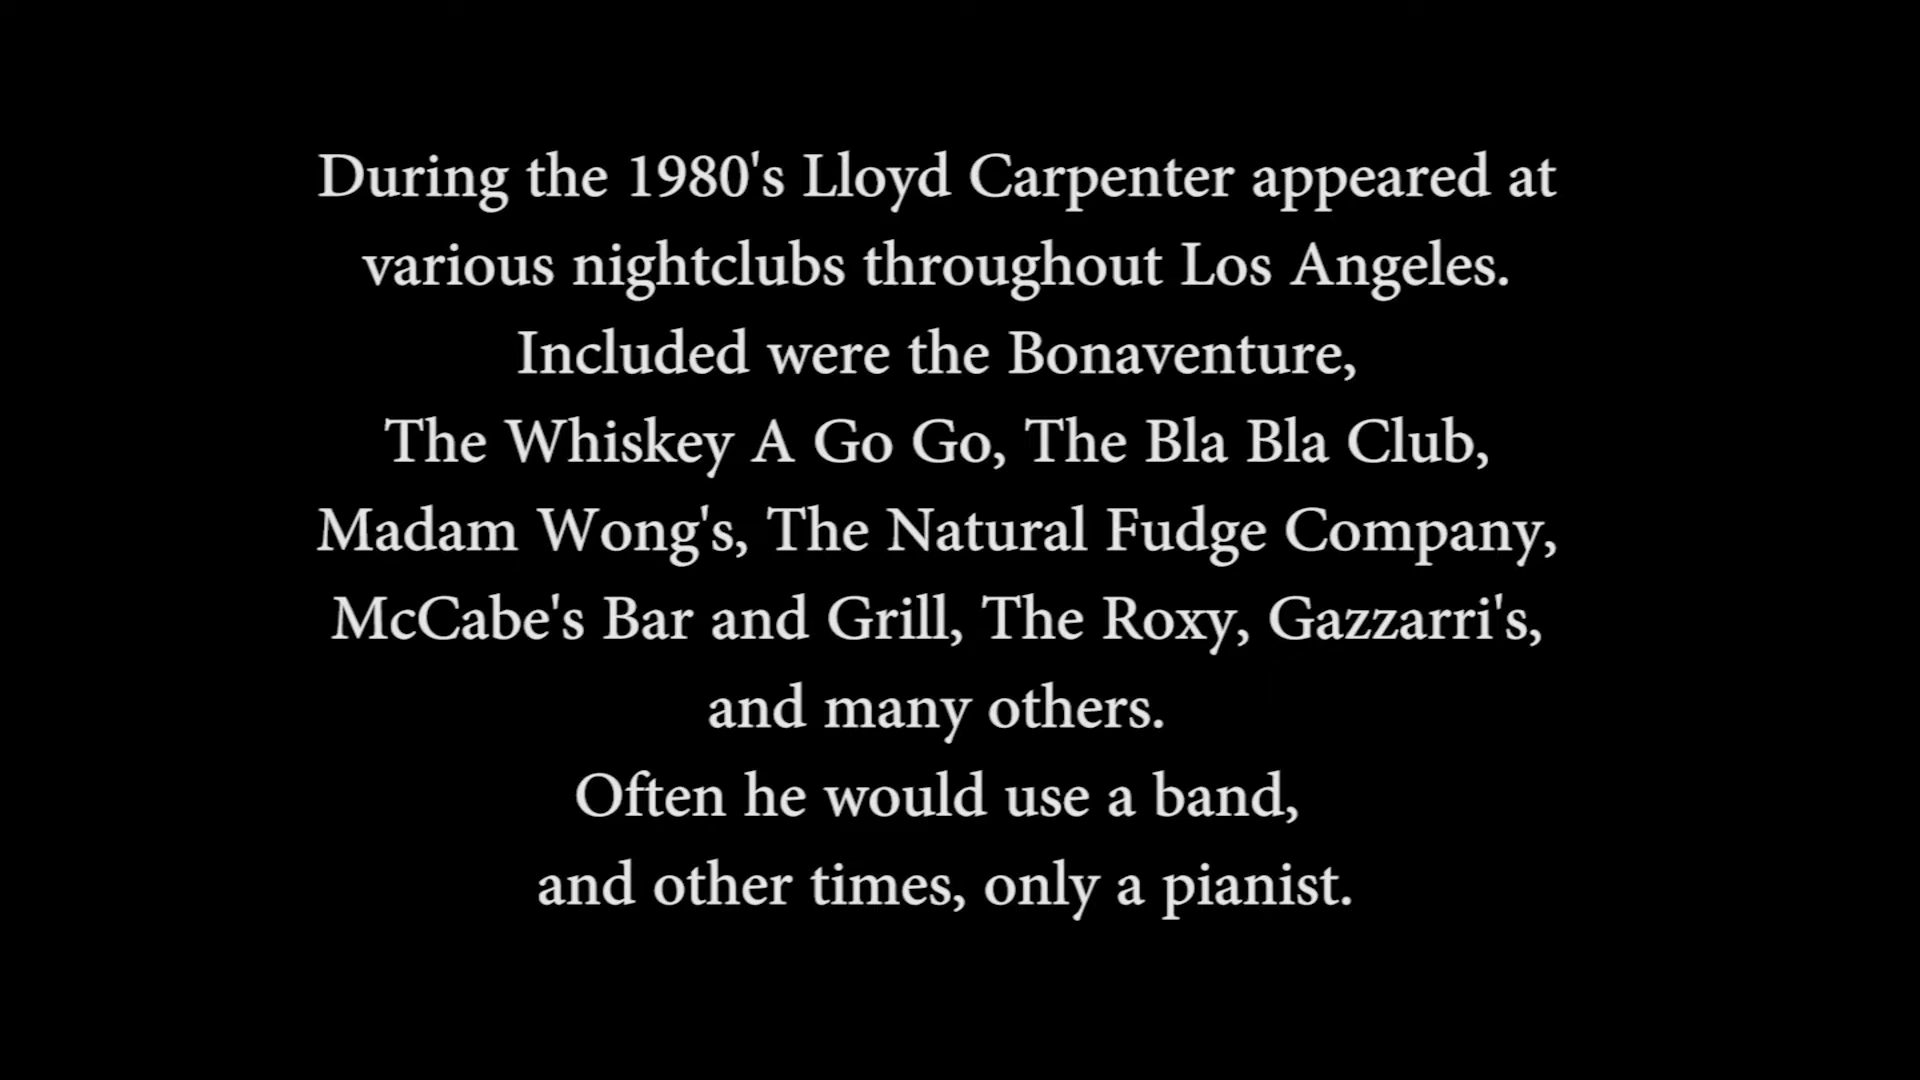 During the 1980's Lloyd Carpenter appeared at
various nightclubs throughout Los Angeles.
Included were the Bonaventure,
The Whiskey A Go Go, The Bla Bla Club,
Madam Wong's, The Natural Fudge Company,
McCabe's Bar and Grill, The Roxy, Gazzarri's,
and many others.
Often he would use a band,
and other times, only a pianist.